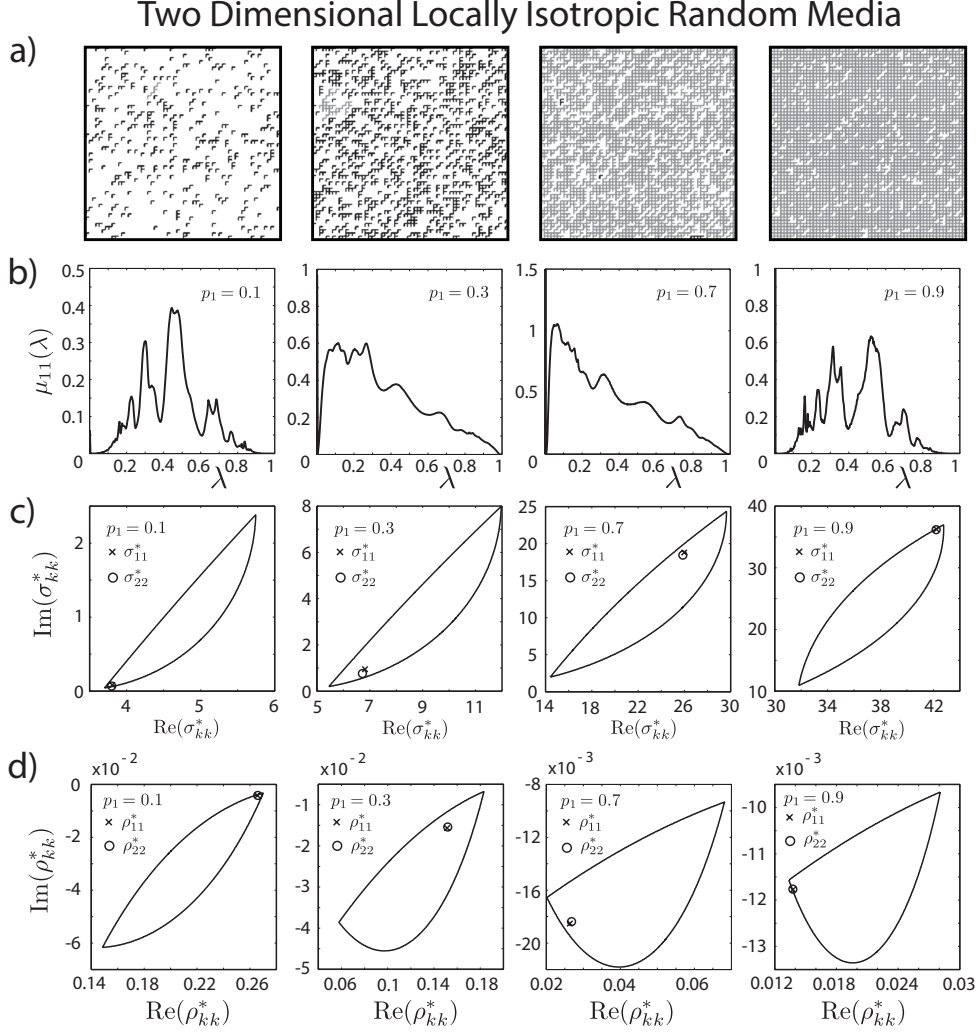 Two Dimensional Locally Isotropic Random Media
a)
b)
0.5
0.4
0.3
0.2
0.1
0
μ₁₁(λ)
p₁ = 0.1
0.2 0.4 0.6 0.8 1
λ
1
0.8
0.6
0.4
0.2
0
p₁ = 0.3
0.2 0.4 0.6 0.8 1
λ
1.5
1
0.5
0
p₁ = 0.7
0.2 0.4 0.6 0.8 1
λ
1
0.8
0.6
0.4
0.2
0
p₁ = 0.9
0.2 0.4 0.6 0.8 1
λ
c)
2
1
0
Im(σ*ₖₖ)
p₁ = 0.1
× σ*₁₁
○ σ*₂₂
4 5 6
Re(σ*ₖₖ)
8
6
4
2
0
p₁ = 0.3
× σ*₁₁
○ σ*₂₂
5 7 9 11
Re(σ*ₖₖ)
25
20
15
10
5
0
p₁ = 0.7
× σ*₁₁
○ σ*₂₂
14 18 22 26 30
Re(σ*ₖₖ)
40
30
20
10
p₁ = 0.9
× σ*₁₁
○ σ*₂₂
30 34 38 42
Re(σ*ₖₖ)
d)
x10⁻²
0
-2
-4
-6
Im(ρ*ₖₖ)
p₁ = 0.1
× ρ*₁₁
○ ρ*₂₂
0.14 0.18 0.22 0.26
Re(ρ*ₖₖ)
x10⁻²
-1
-2
-3
-4
-5
p₁ = 0.3
× ρ*₁₁
○ ρ*₂₂
0.06 0.1 0.14 0.18
Re(ρ*ₖₖ)
x10⁻³
-8
-12
-16
-20
p₁ = 0.7
× ρ*₁₁
○ ρ*₂₂
0.02 0.04 0.06
Re(ρ*ₖₖ)
x10⁻³
-10
-11
-12
-13
p₁ = 0.9
× ρ*₁₁
○ ρ*₂₂
0.012 0.018 0.024 0.03
Re(ρ*ₖₖ)